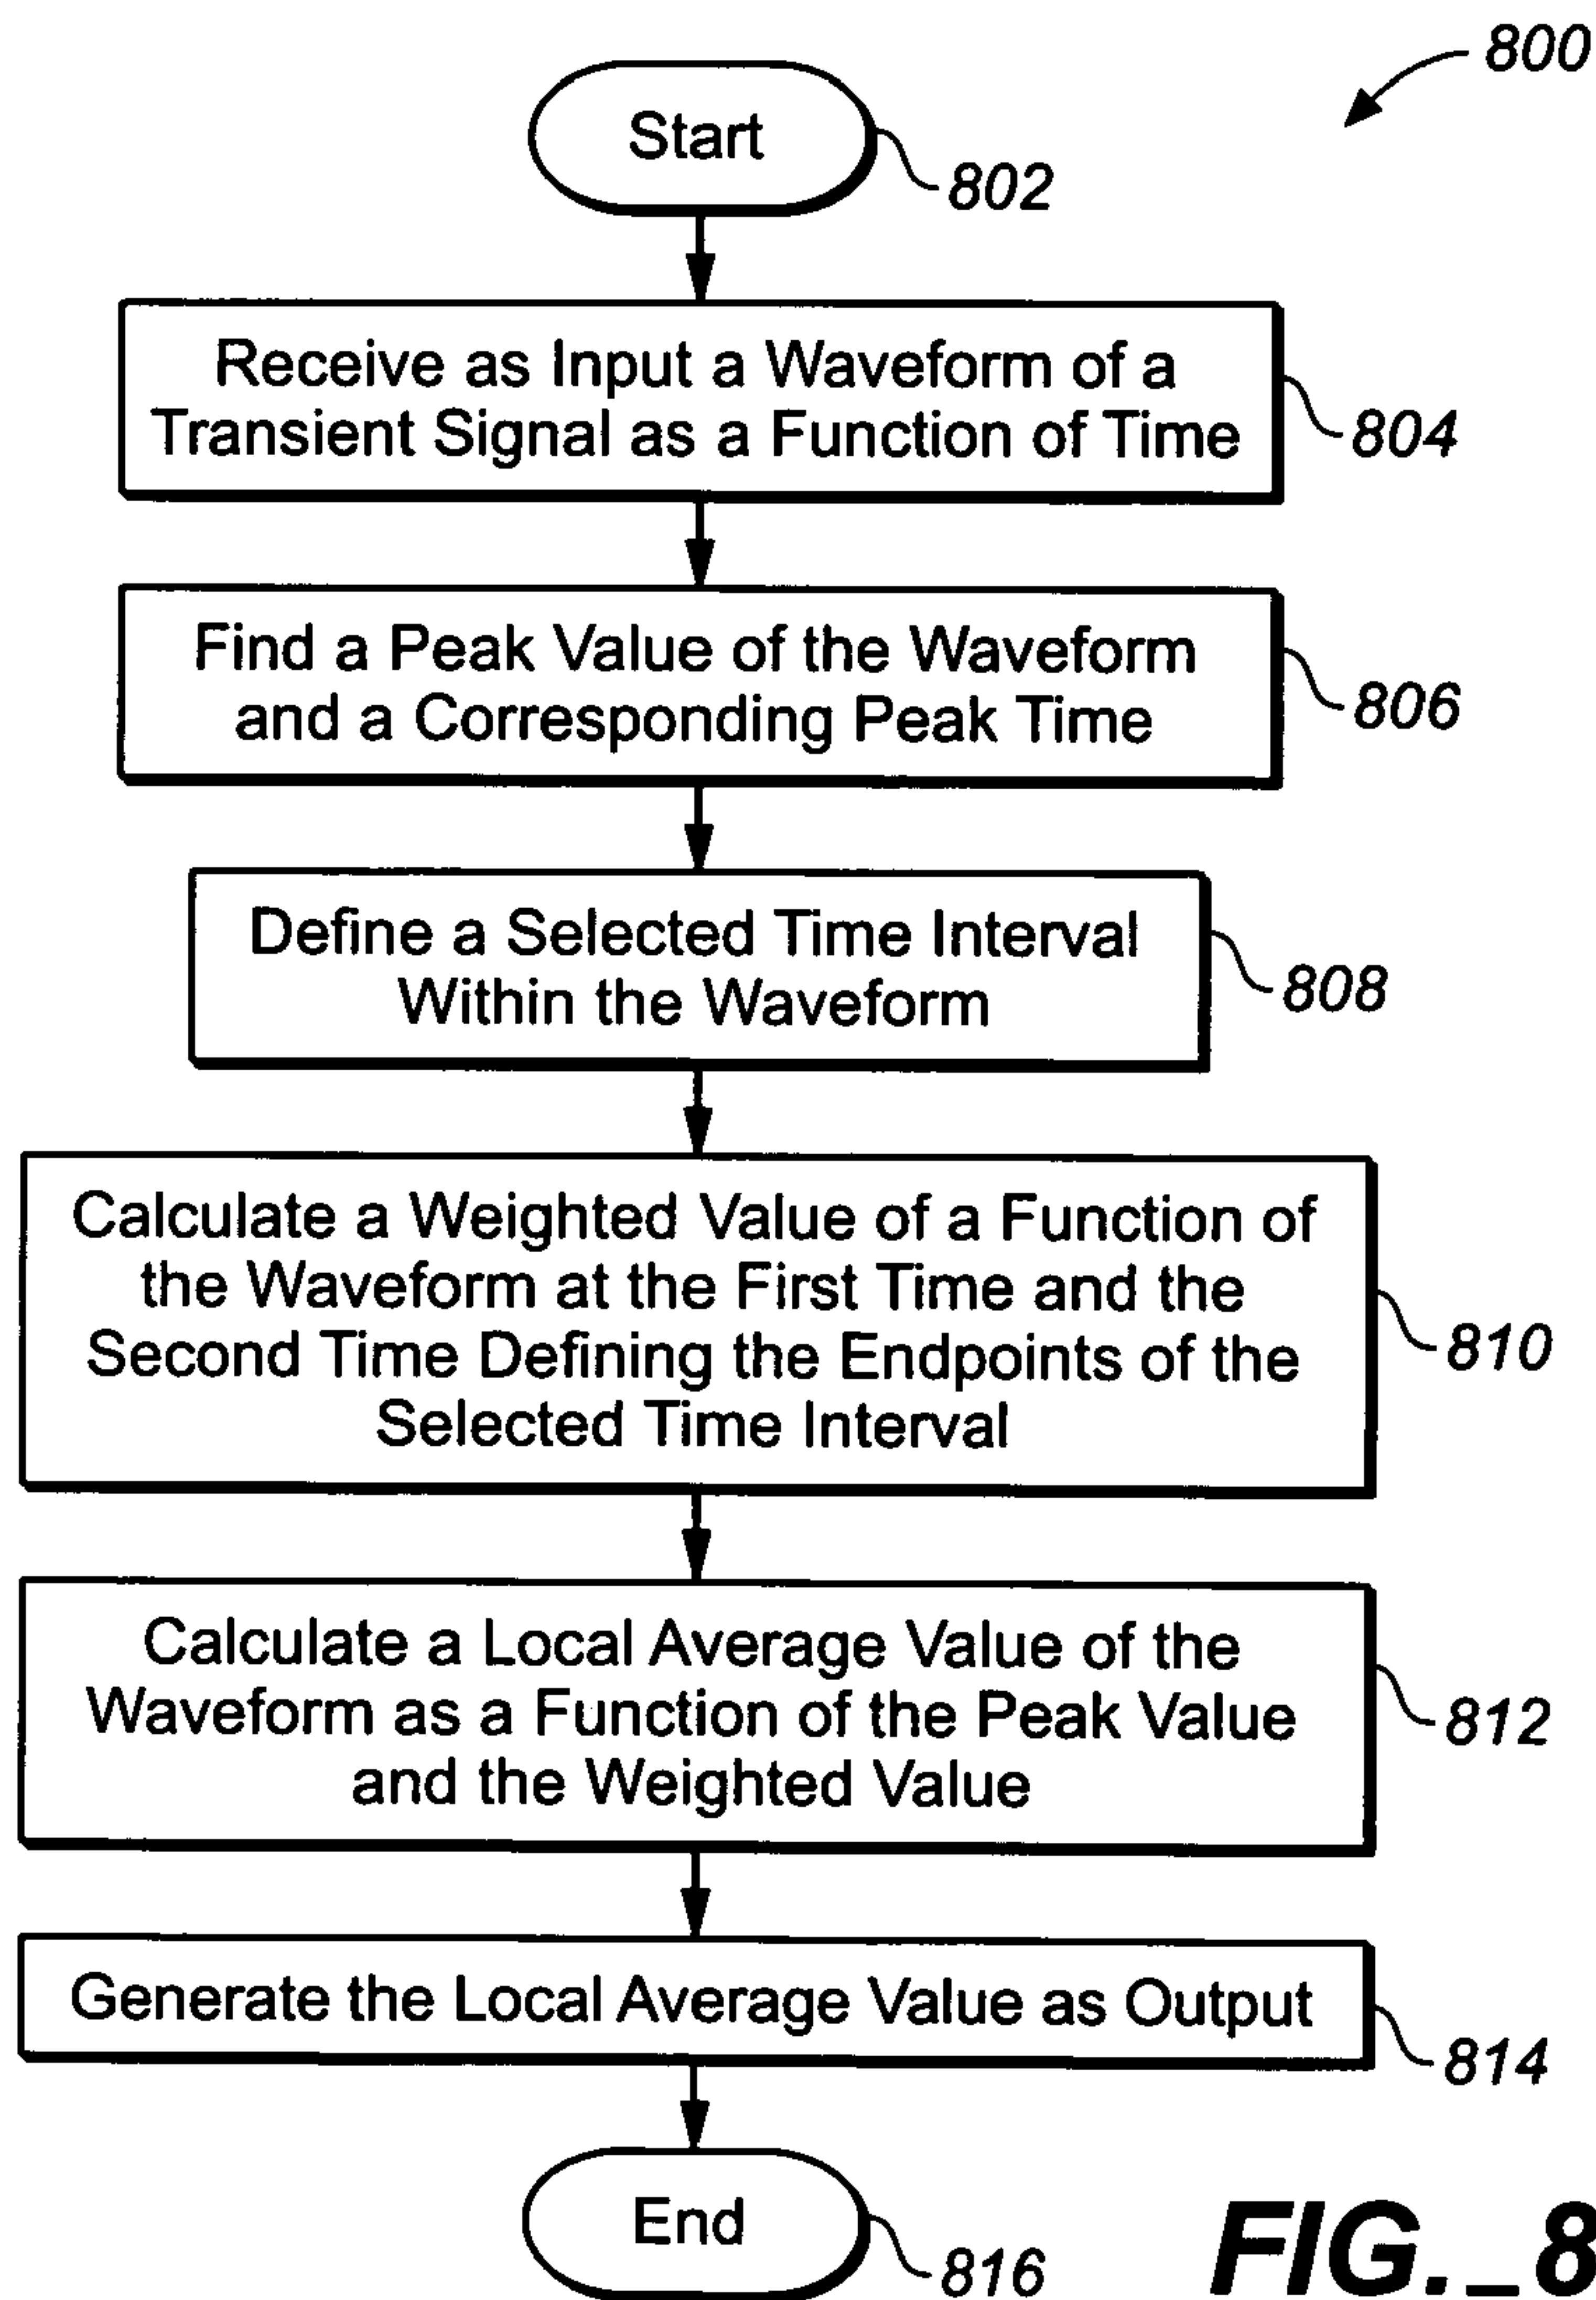 800
Start
802
Receive as Input a Waveform of a
Transient Signal as a Function of Time
804
Find a Peak Value of the Waveform
and a Corresponding Peak Time
806
Define a Selected Time Interval
Within the Waveform
808
Calculate a Weighted Value of a Function of
the Waveform at the First Time and the
Second Time Defining the Endpoints of the
Selected Time Interval
810
Calculate a Local Average Value of the
Waveform as a Function of the Peak Value
and the Weighted Value
812
Generate the Local Average Value as Output
814
End
816
FIG._8